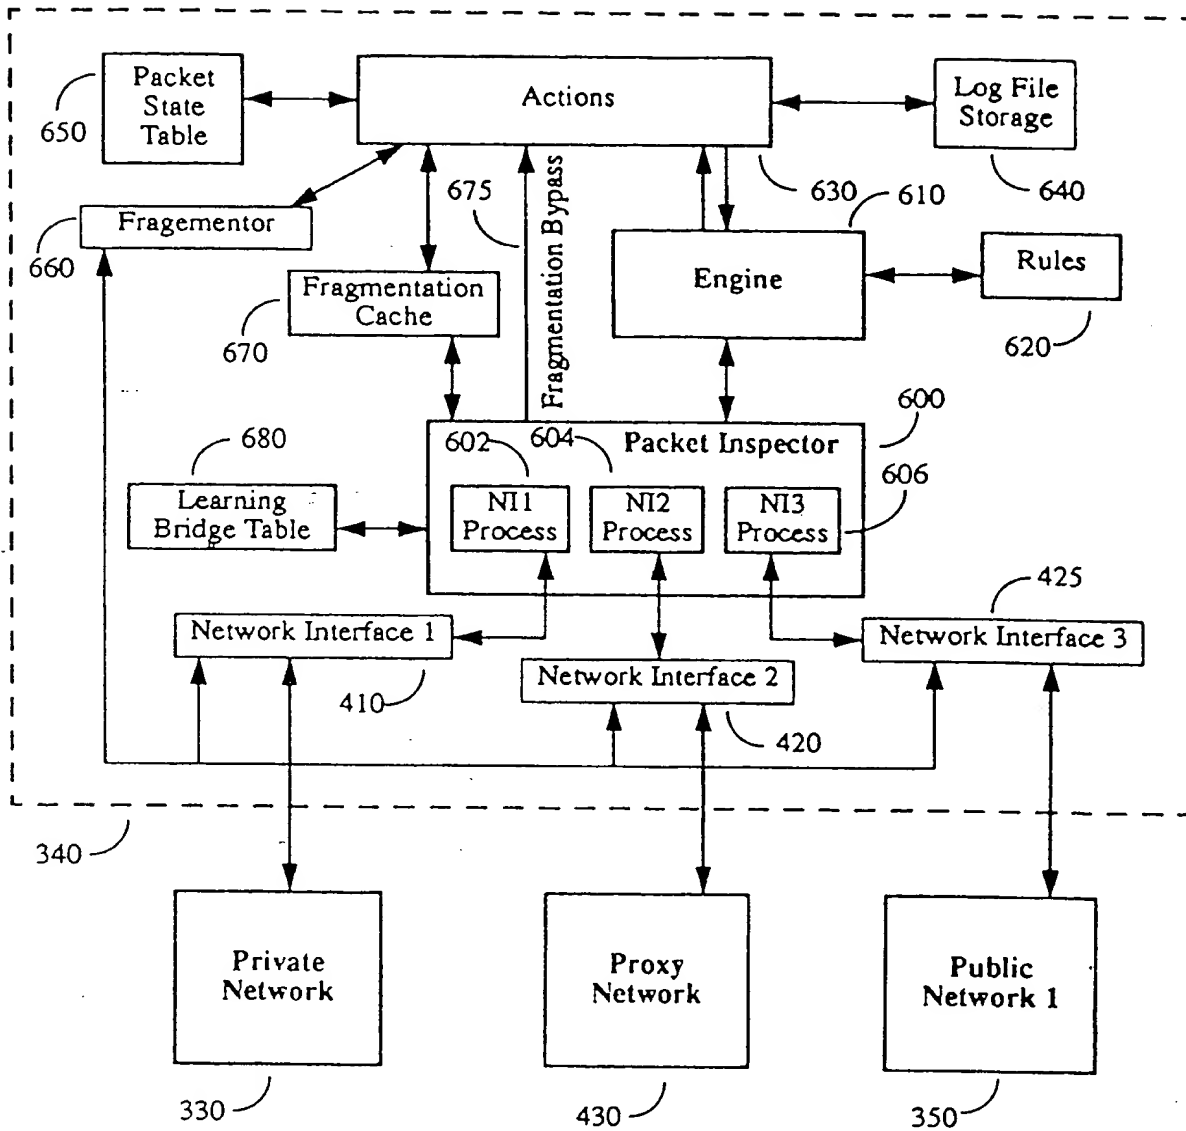 Packet
State
Table
650
Actions
Log File
Storage
630
640
610
675
Fragmentation Bypass
Fragementor
660
Engine
Rules
620
Fragmentation
Cache
670
600
Packet Inspector
602
604
606
680
Learning
Bridge Table
NI1
Process
NI2
Process
NI3
Process
425
Network Interface 1
410
Network Interface 2
420
Network Interface 3
340
Private
Network
330
Proxy
Network
430
Public
Network 1
350